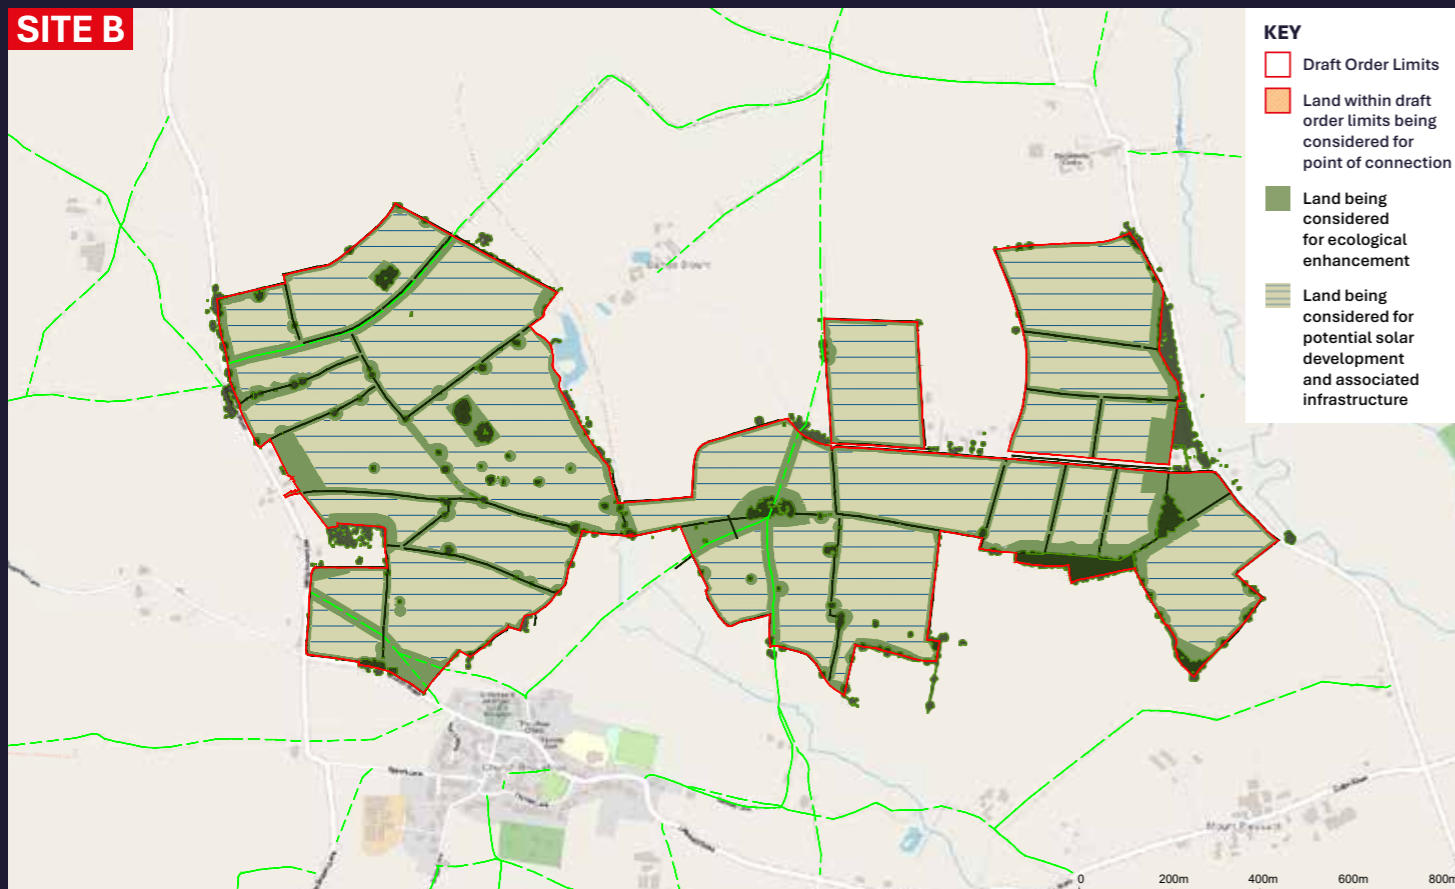 SITE B
KEY
Draft Order Limits
Land within draft
order limits being
considered for
point of connection
Land being
considered
for ecological
enhancement
Land being
considered for
potential solar
development
and associated
infrastructure
0 200m 400m 600m 800m